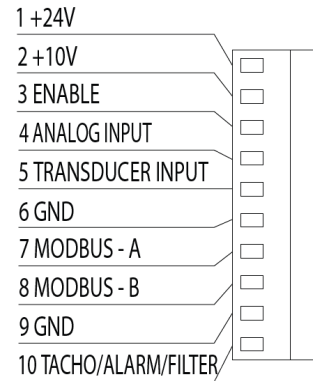 1 +24V
2 +10V
3 ENABLE
4 ANALOG INPUT
5 TRANSDUCER INPUT
6 GND
7 MODBUS - A
8 MODBUS - B
9 GND
10 TACHO/ALARM/FILTER